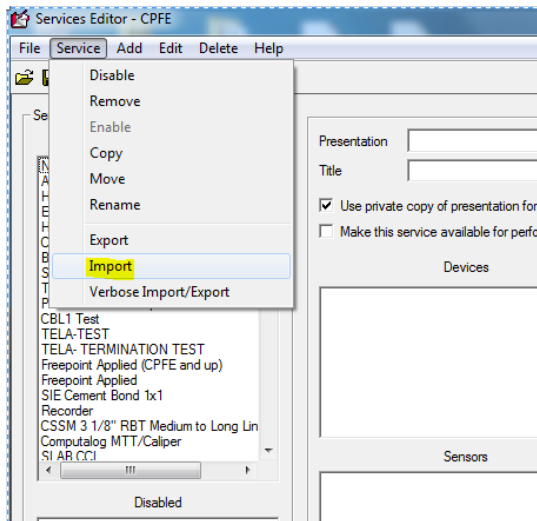 Services Editor - CPFE
File Service Add Edit Delete Help
Disable
Remove
Enable
Copy
Move
Rename
Export
Import
Verbose Import/Export
Se
N
A
H
E
H
C
B
S
T
CBL1 Test
TELA-TEST
TELA- TERMINATION TEST
Freepoint Applied (CPFE and up)
Freepoint Applied
SIE Cement Bond 1x1
Recorder
CSSM 3 1/8" RBT Medium to Long Lin
Computalog MTT/Caliper
SLAB CCL
Disabled
Presentation
Title
Use private copy of presentation for
Make this service available for perfo
Devices
Sensors